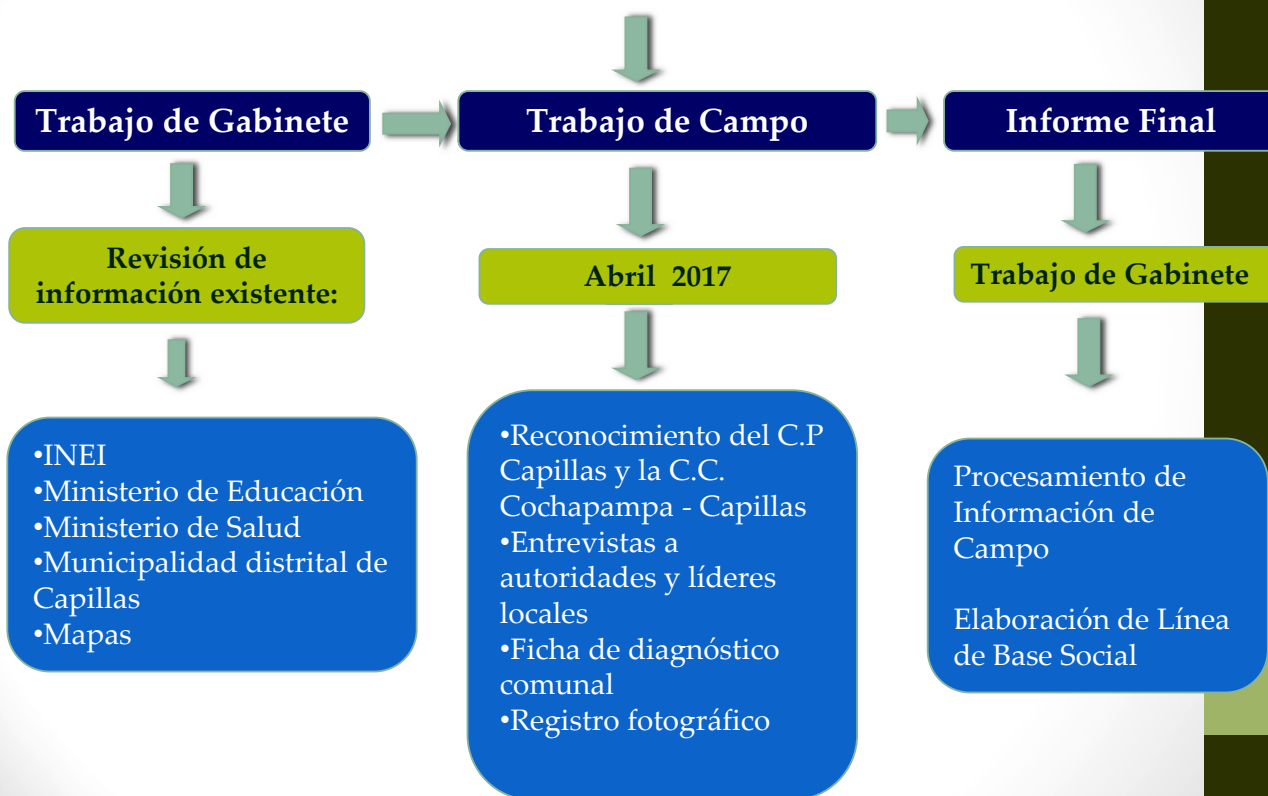 Trabajo de Gabinete
Trabajo de Campo
Informe Final
Revisión de
información existente:
Abril 2017
Trabajo de Gabinete
•INEI
•Ministerio de Educación
•Ministerio de Salud
•Municipalidad distrital de
Capillas
•Mapas
•Reconocimiento del C.P
Capillas y la C.C.
Cochapampa - Capillas
•Entrevistas a
autoridades y líderes
locales
•Ficha de diagnóstico
comunal
•Registro fotográfico
Procesamiento de
Información de
Campo
Elaboración de Línea
de Base Social